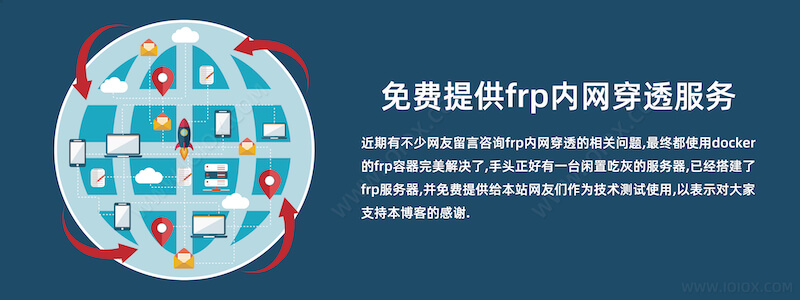 免费提供frp内网穿透服务
近期有不少网友留言咨询frp内网穿透的相关问题,最终都使用docker
的frp容器完美解决了,手头正好有一台闲置吃灰的服务器,已经搭建了
frp服务器,并免费提供给本站网友们作为技术测试使用,以表示对大家
支持本博客的感谢.
WWW.IOIOX.COM